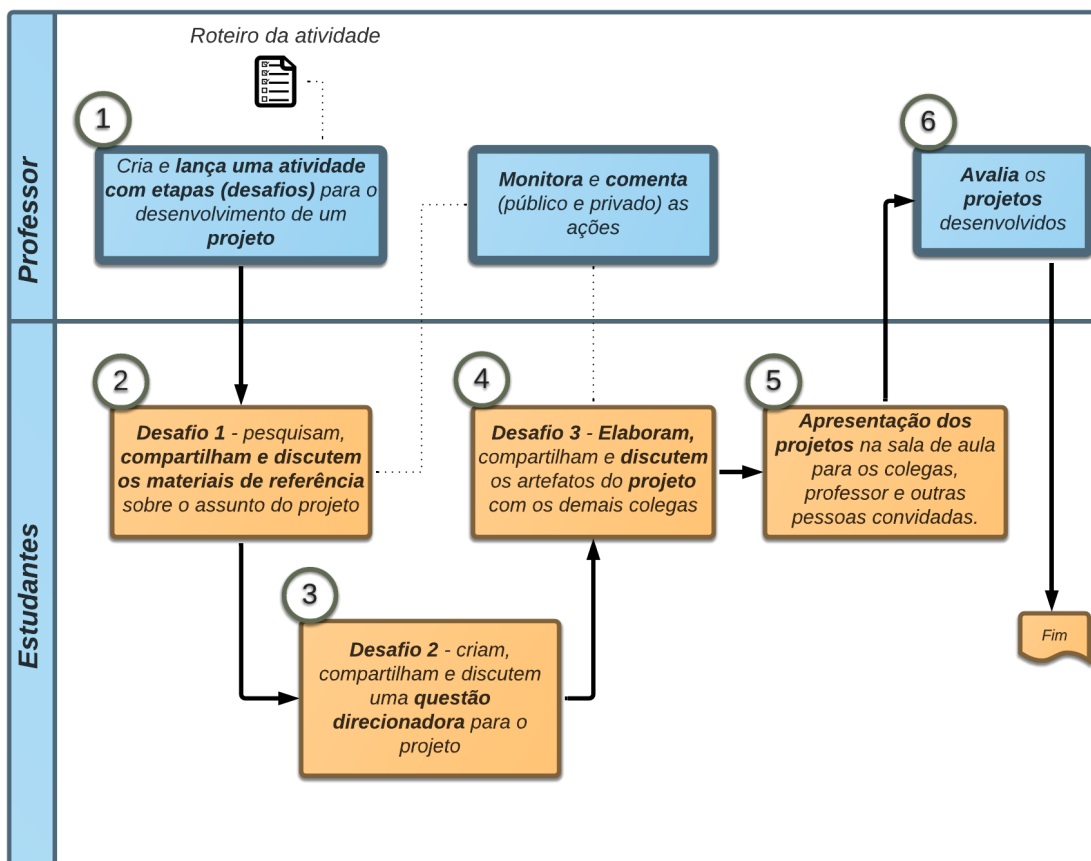 Roteiro da atividade
Professor
1
Cria e lança uma atividade
com etapas (desafios) para o
desenvolvimento de um
projeto
Monitora e comenta
(público e privado) as
ações
6
Avalia os
projetos
desenvolvidos
Estudantes
2
Desafio 1 - pesquisam,
compartilham e discutem
os materiais de referência
sobre o assunto do projeto
3
Desafio 2 - criam,
compartilham e discutem
uma questão
direcionadora para o
projeto
4
Desafio 3 - Elaboram,
compartilham e discutem
os artefatos do projeto
com os demais colegas
5
Apresentação dos
projetos na sala de aula
para os colegas,
professor e outras
pessoas convidadas.
Fim